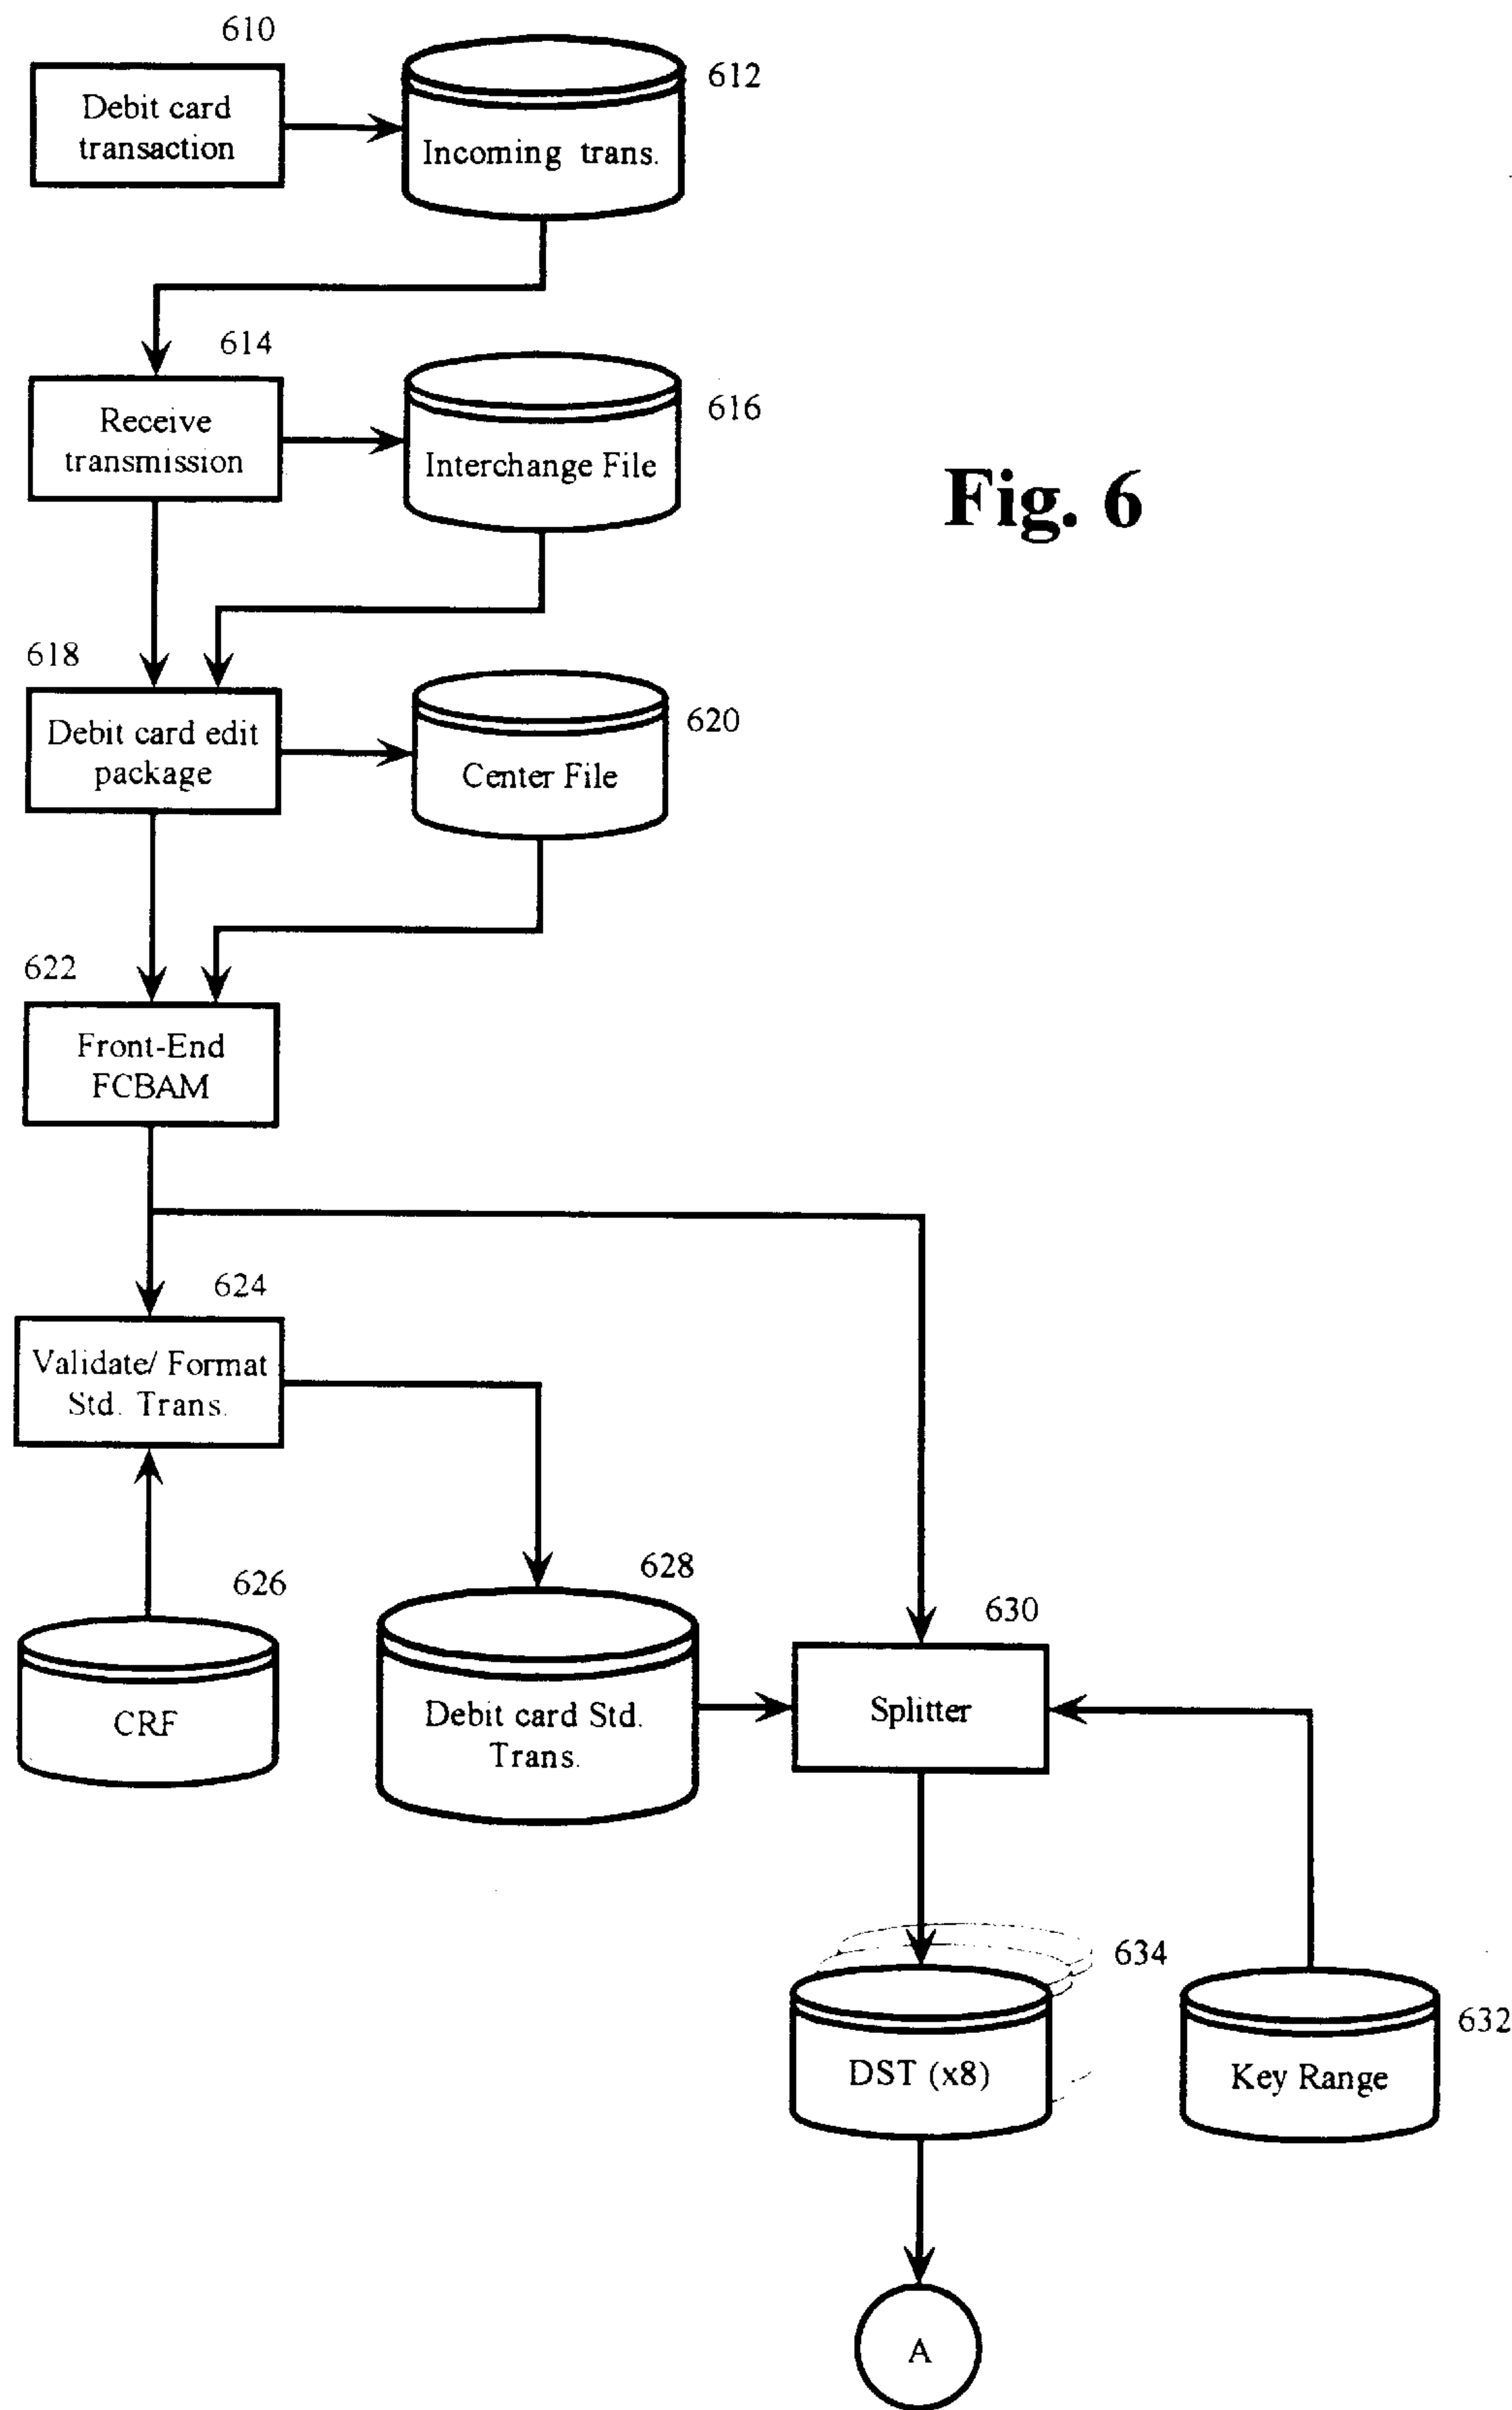 610
612
Debit card
transaction
Incoming trans.
614
616
Receive
transmission
Interchange File
Fig. 6
618
620
Debit card edit
package
Center File
622
Front-End
FCBAM
624
Validate/ Format
Std. Trans.
626
628
630
CRF
Debit card Std.
Trans.
Splitter
634
632
DST (x8)
Key Range
A